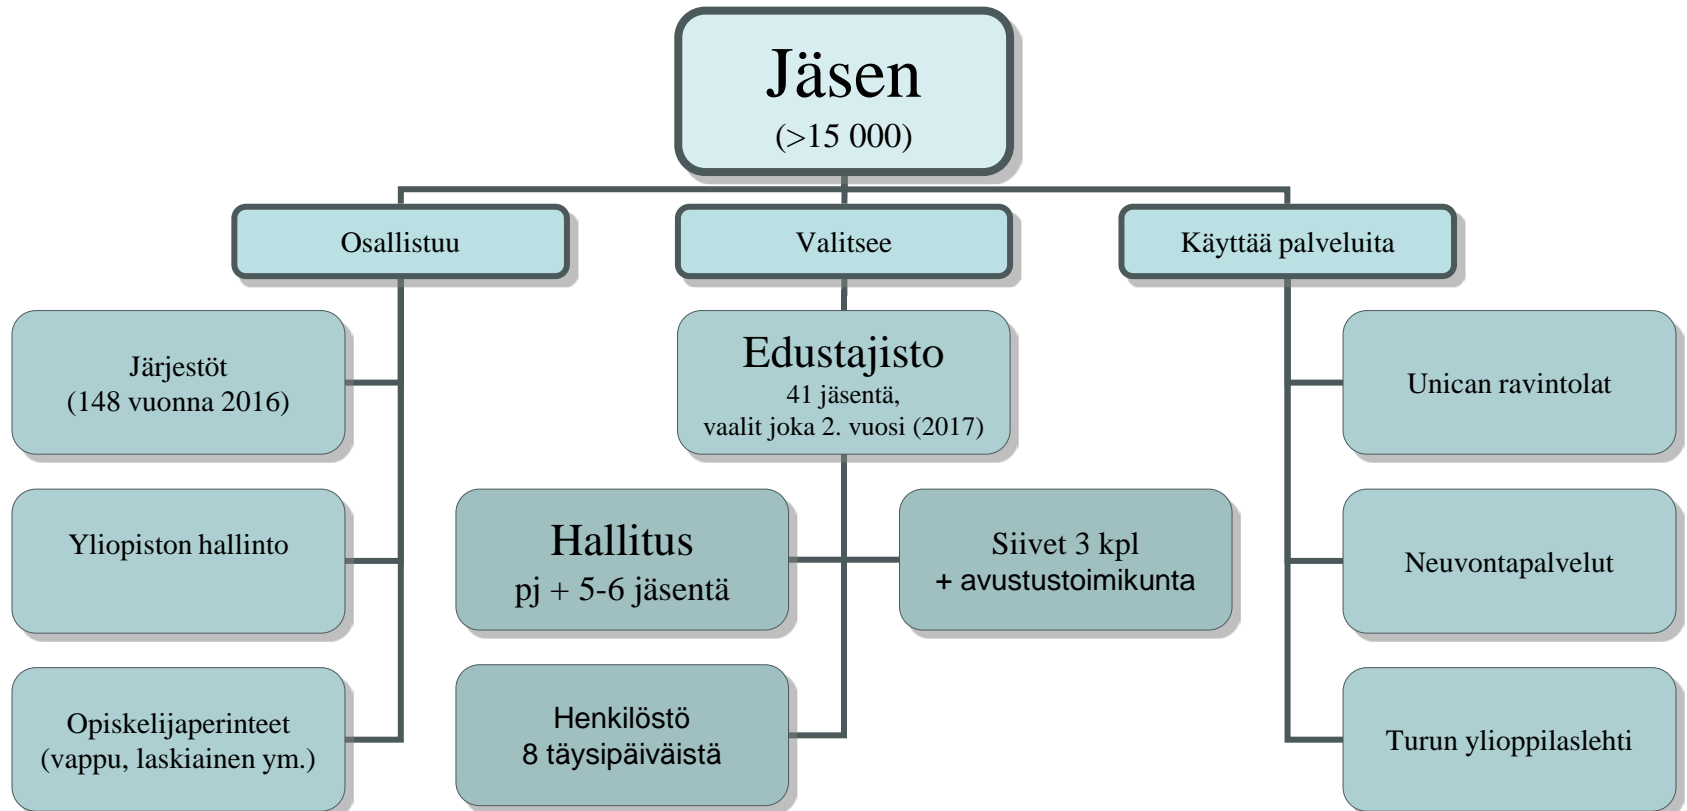 Jäsen
(>15 000)
Osallistuu
Valitsee
Käyttää palveluita
Järjestöt
(148 vuonna 2016)
Edustajisto
41 jäsentä,
vaalit joka 2. vuosi (2017)
Unican ravintolat
Yliopiston hallinto
Hallitus
pj + 5-6 jäsentä
Siivet 3 kpl
+ avustustoimikunta
Neuvontapalvelut
Opiskelijaperinteet
(vappu, laskiainen ym.)
Henkilöstö
8 täysipäiväistä
Turun ylioppilaslehti